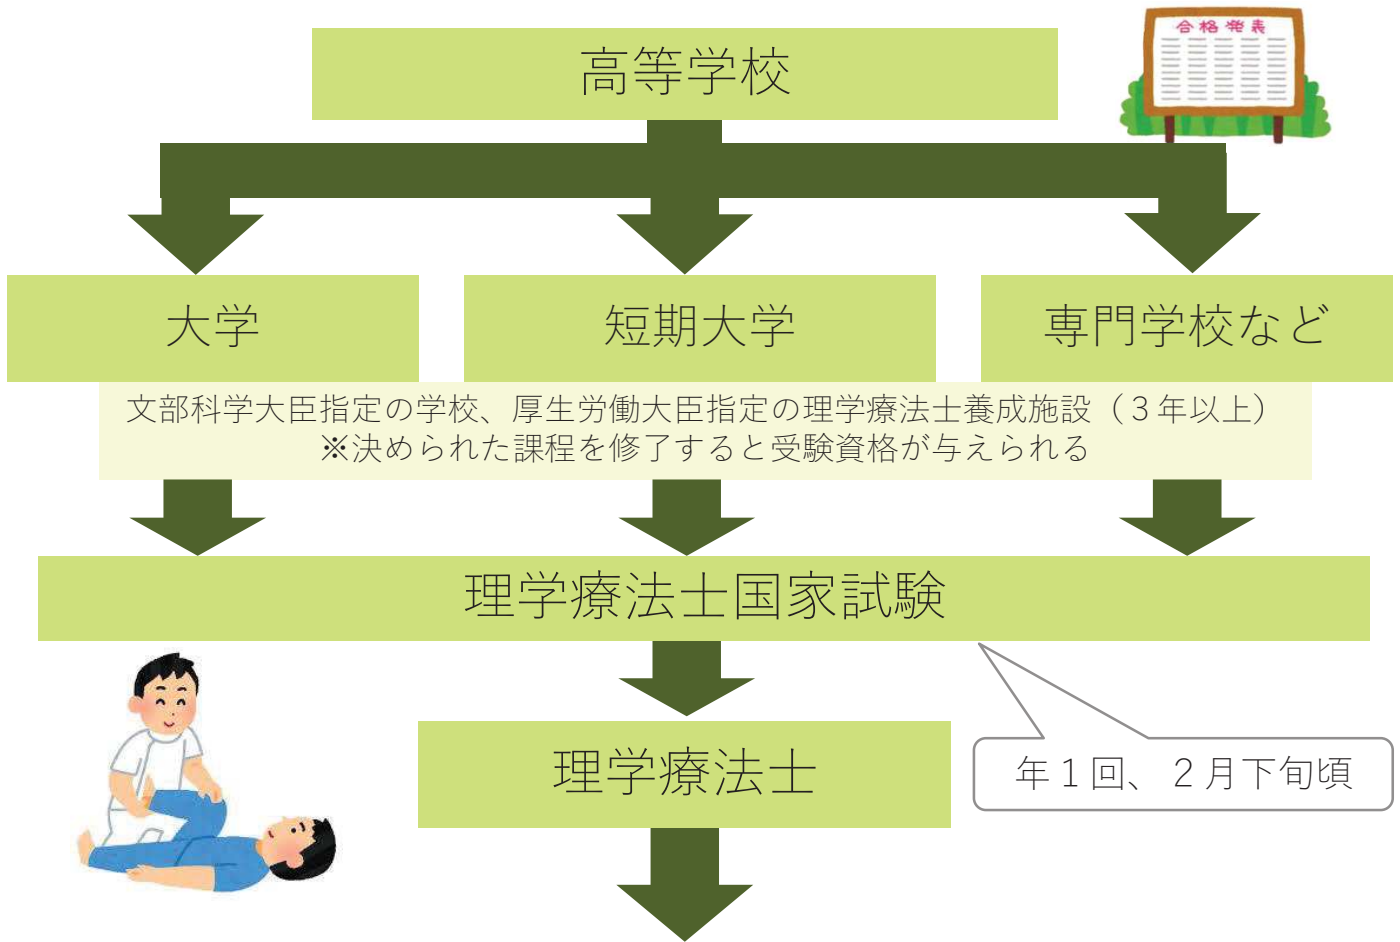 合格発表
高等学校
大学
短期大学
専門学校など
文部科学大臣指定の学校、厚生労働大臣指定の理学療法士養成施設（３年以上）
※決められた課程を修了すると受験資格が与えられる
理学療法士国家試験
理学療法士
年１回、２月下旬頃